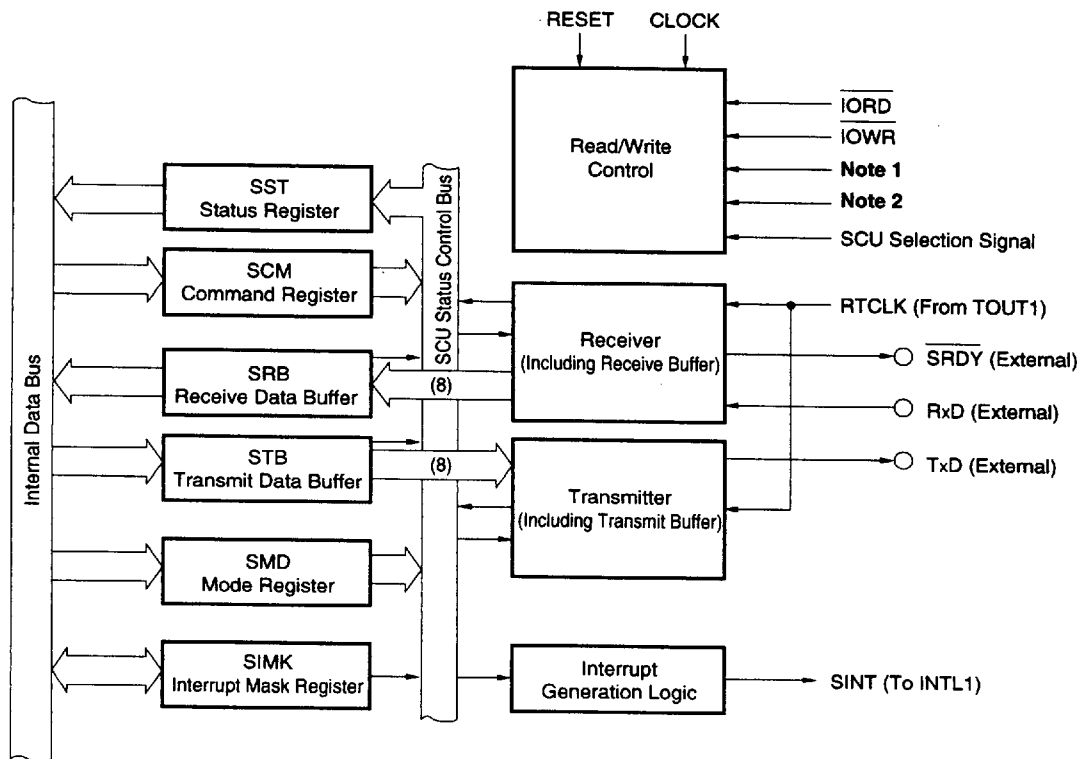 RESET
CLOCK
Read/Write
Control
IORD
IOWR
Note 1
Note 2
SCU Selection Signal
Internal Data Bus
SST
Status Register
SCU Status Control Bus
SCM
Command Register
SRB
Receive Data Buffer
(8)
Receiver
(Including Receive Buffer)
RTCLK (From TOUT1)
SRDY (External)
RxD (External)
STB
Transmit Data Buffer
(8)
Transmitter
(Including Transmit Buffer)
TxD (External)
SMD
Mode Register
SIMK
Interrupt Mask Register
Interrupt
Generation Logic
SINT (To INTL1)